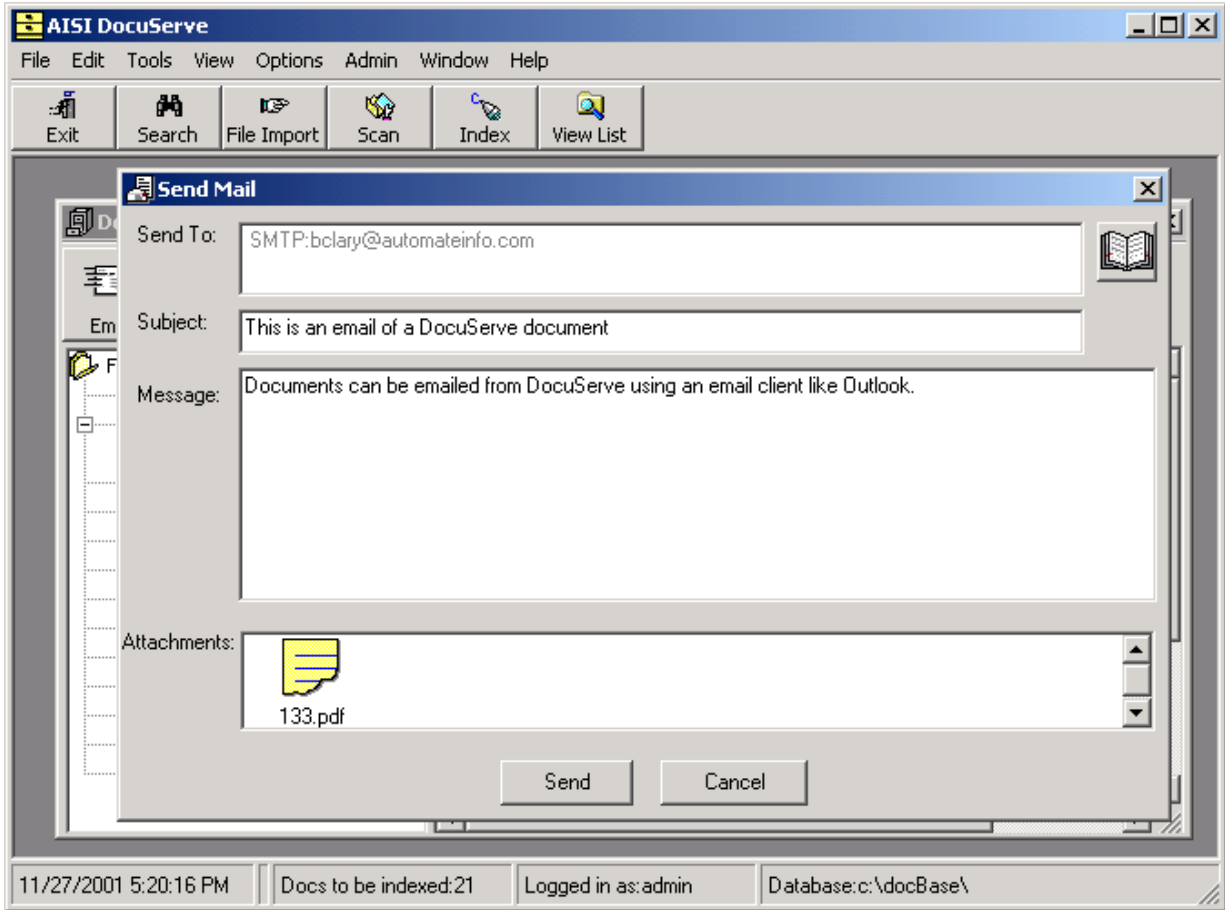 AISI DocuServe
File Edit Tools View Options Admin Window Help
Exit Search File Import Scan Index View List
Send Mail
Send To: SMTP:bclary@automateinfo.com
Subject: This is an email of a DocuServe document
Message: Documents can be emailed from DocuServe using an email client like Outlook.
Attachments:
133.pdf
Send Cancel
11/27/2001 5:20:16 PM Docs to be indexed:21 Logged in as:admin Database:c:\docBase\